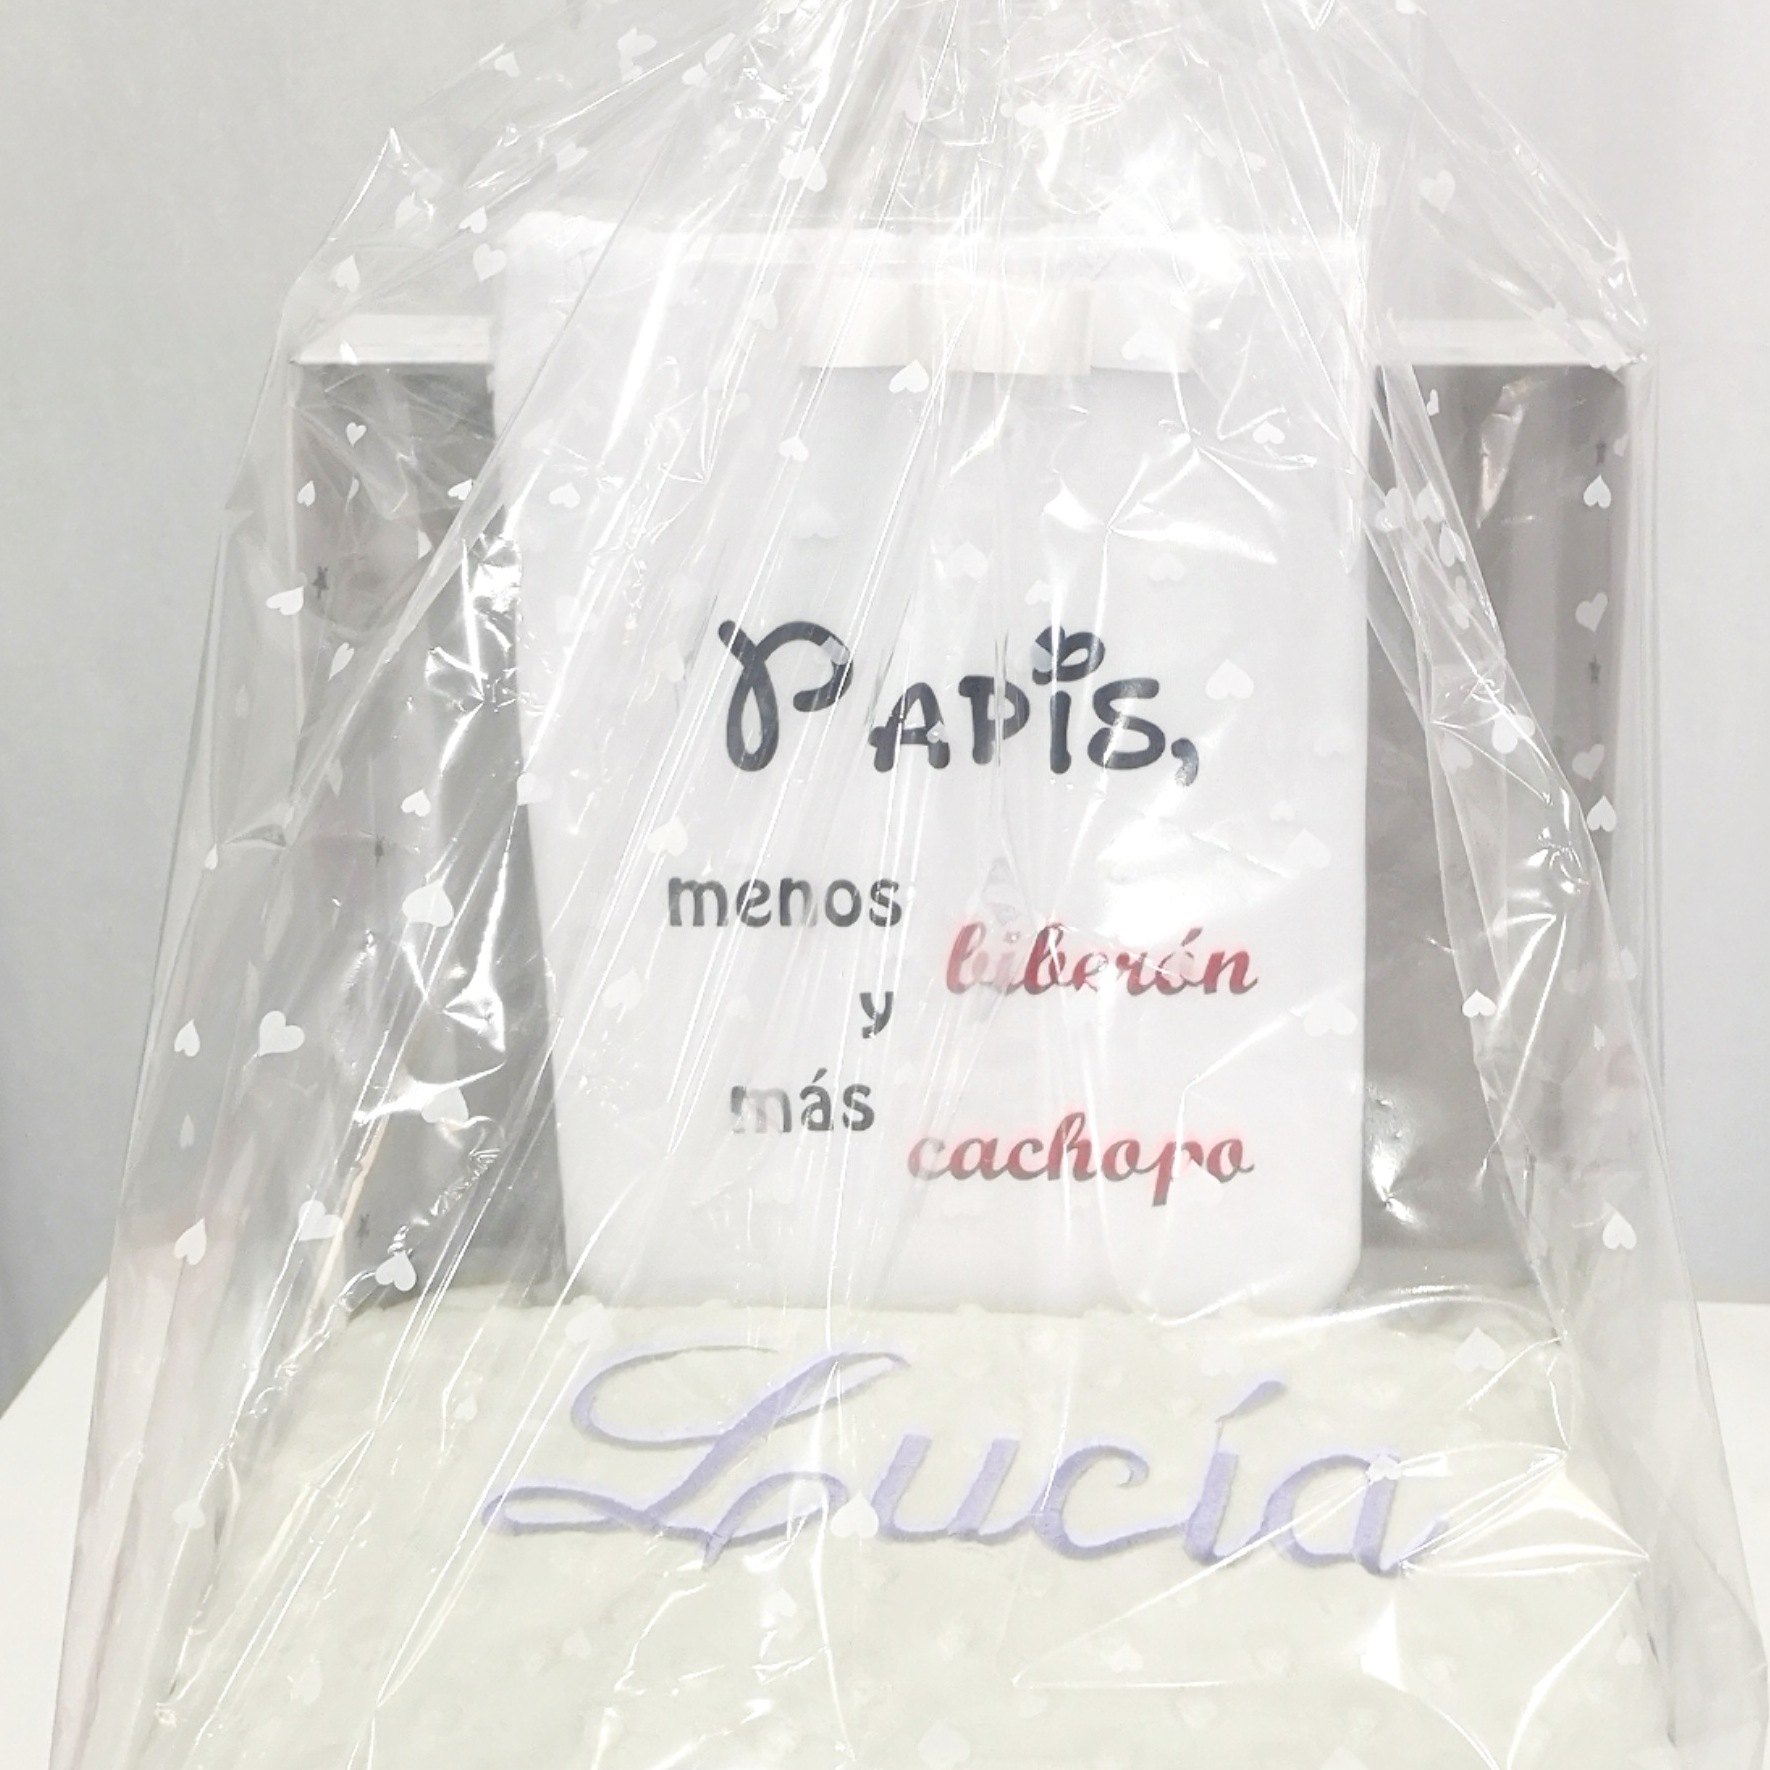 Papis,
menos biberón
y
más cachopo
Lucía